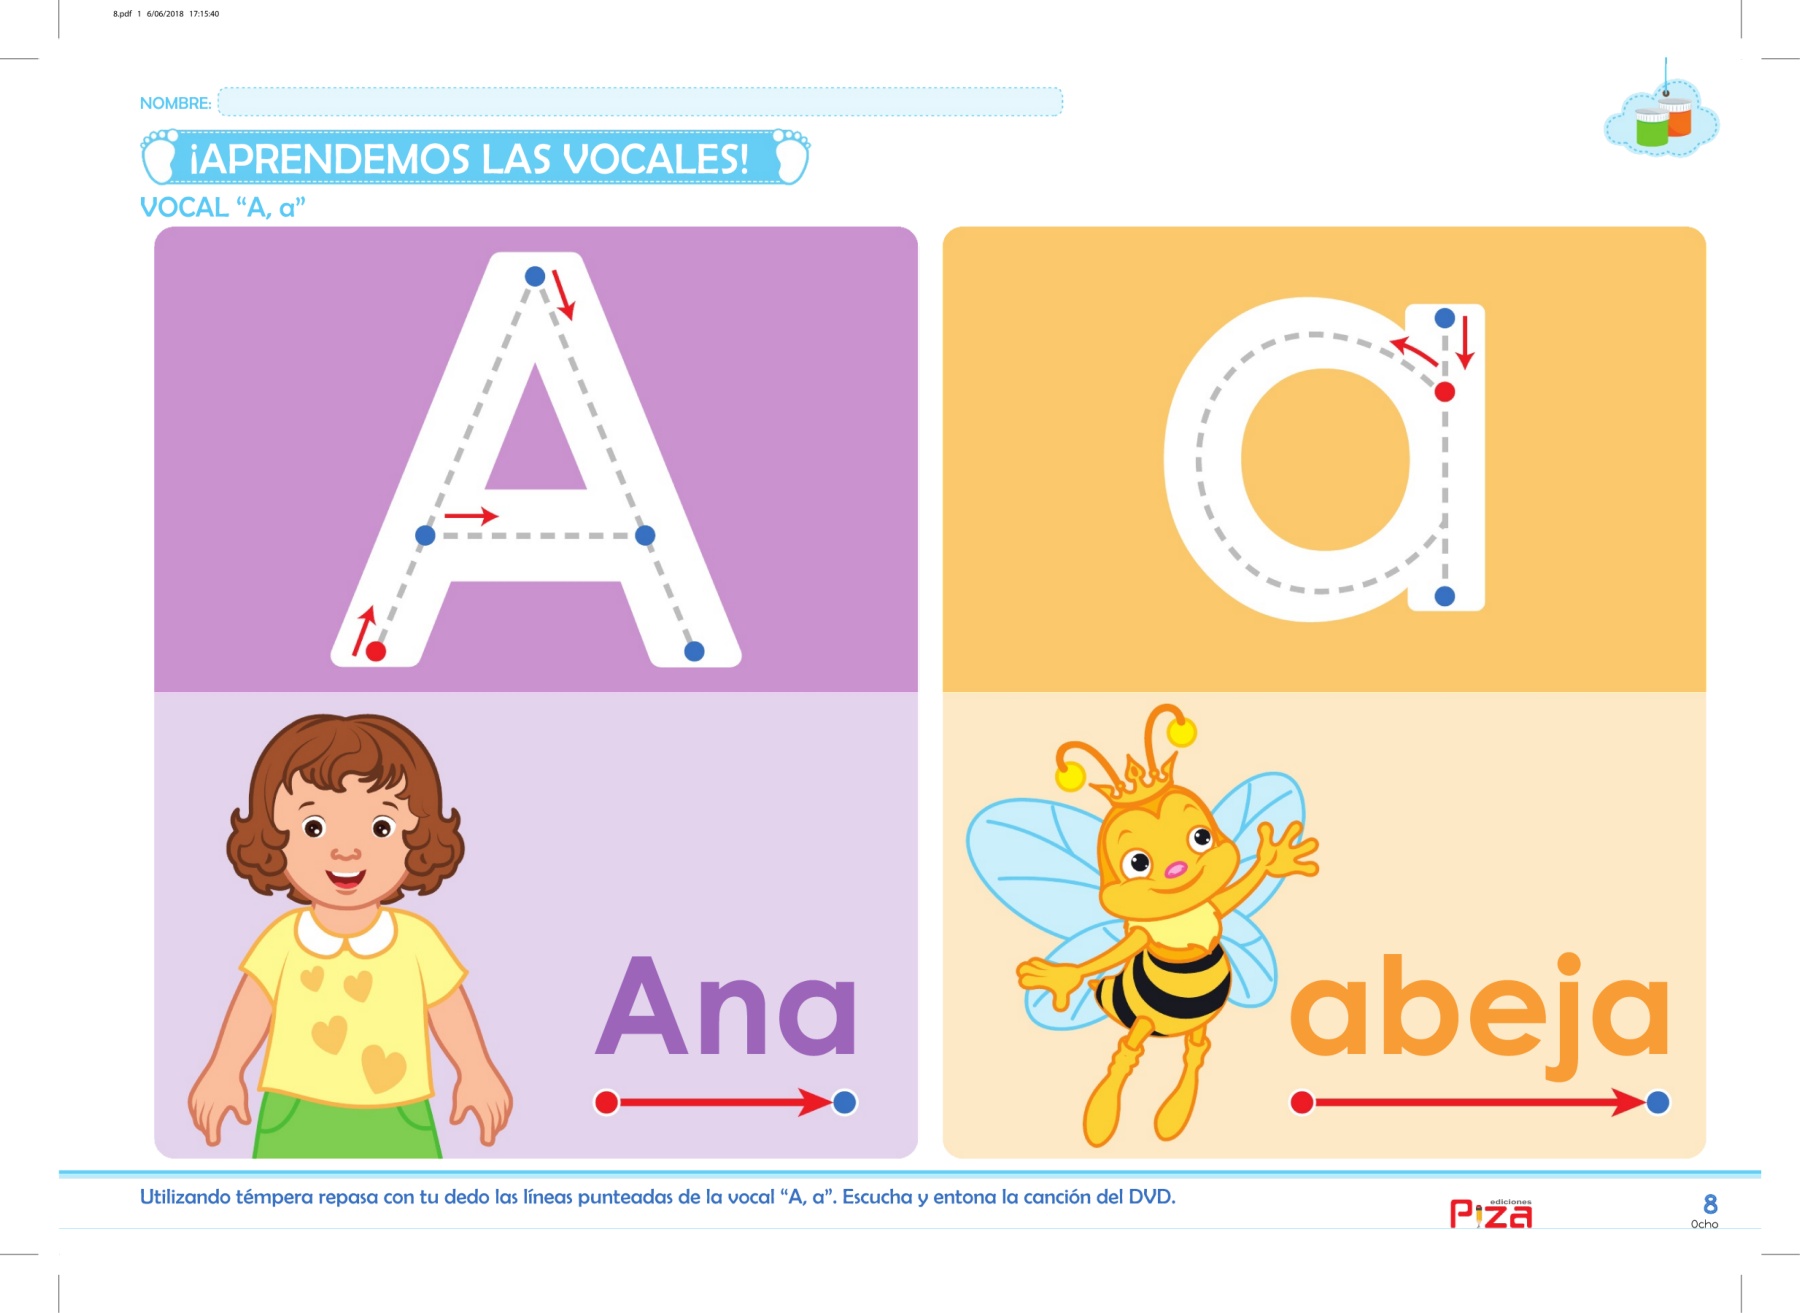 8.pdf 1 6/06/2018 17:15:40
NOMBRE:
¡APRENDEMOS LAS VOCALES!
VOCAL “A, a”
A
a
Ana
abeja
Utilizando témpera repasa con tu dedo las líneas punteadas de la vocal “A, a”. Escucha y entona la canción del DVD.
ediciones
Piza
8
Ocho